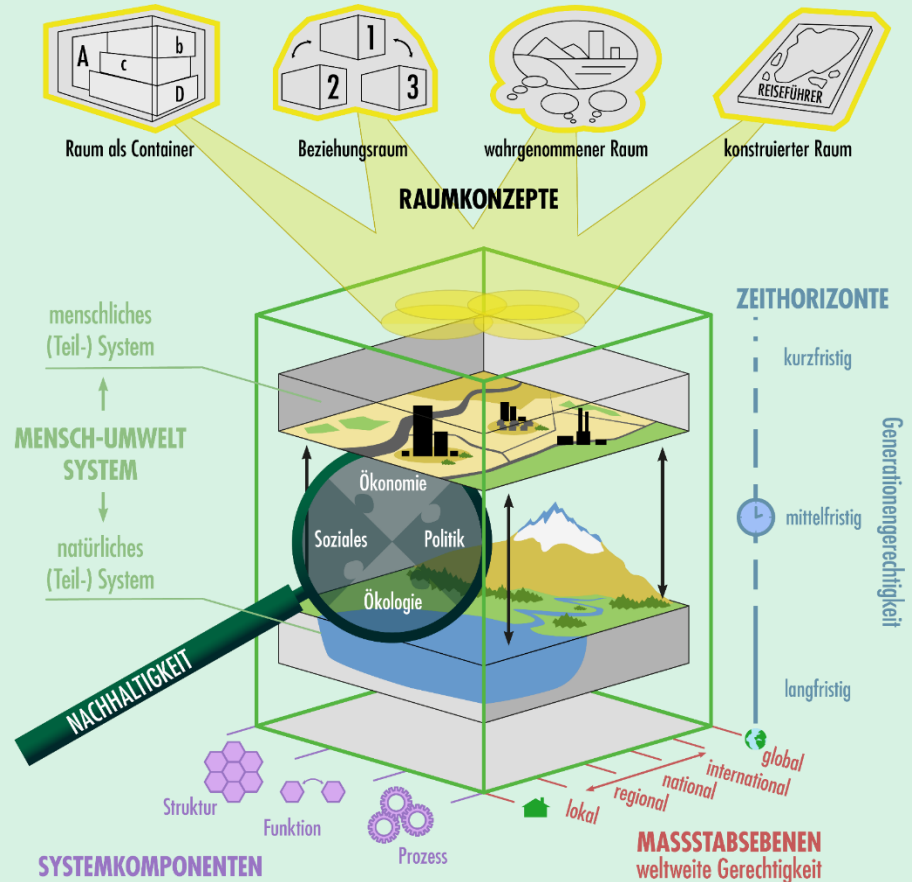 A
b
c
D
1
2
3
REISEFÜHRER
Raum als Container
Beziehungsraum
wahrgenommener Raum
konstruierter Raum
RAUMKONZEPTE
menschliches
(Teil-) System
MENSCH-UMWELT
SYSTEM
natürliches
(Teil-) System
Ökonomie
Soziales
Politik
Ökologie
NACHHALTIGKEIT
ZEITHORIZONTE
kurzfristig
mittelfristig
langfristig
Generationengerechtigkeit
Struktur
Funktion
Prozess
SYSTEMKOMPONENTEN
lokal
regional
national
international
global
MASSSTABSEBENEN
weltweite Gerechtigkeit